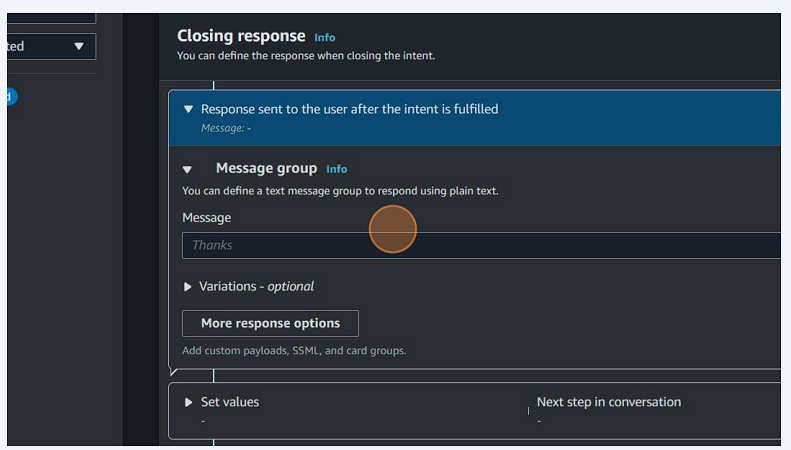 ted
d
Closing response Info
You can define the response when closing the intent.
Response sent to the user after the intent is fulfilled
Message: -
Message group Info
You can define a text message group to respond using plain text.
Message
Thanks
Variations - optional
More response options
Add custom payloads, SSML, and card groups.
Set values
-
Next step in conversation
-